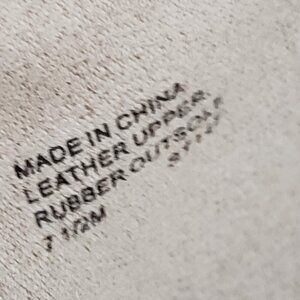 MADE IN CHINA
LEATHER UPPER
RUBBER OUTSOLE
7 1/2M